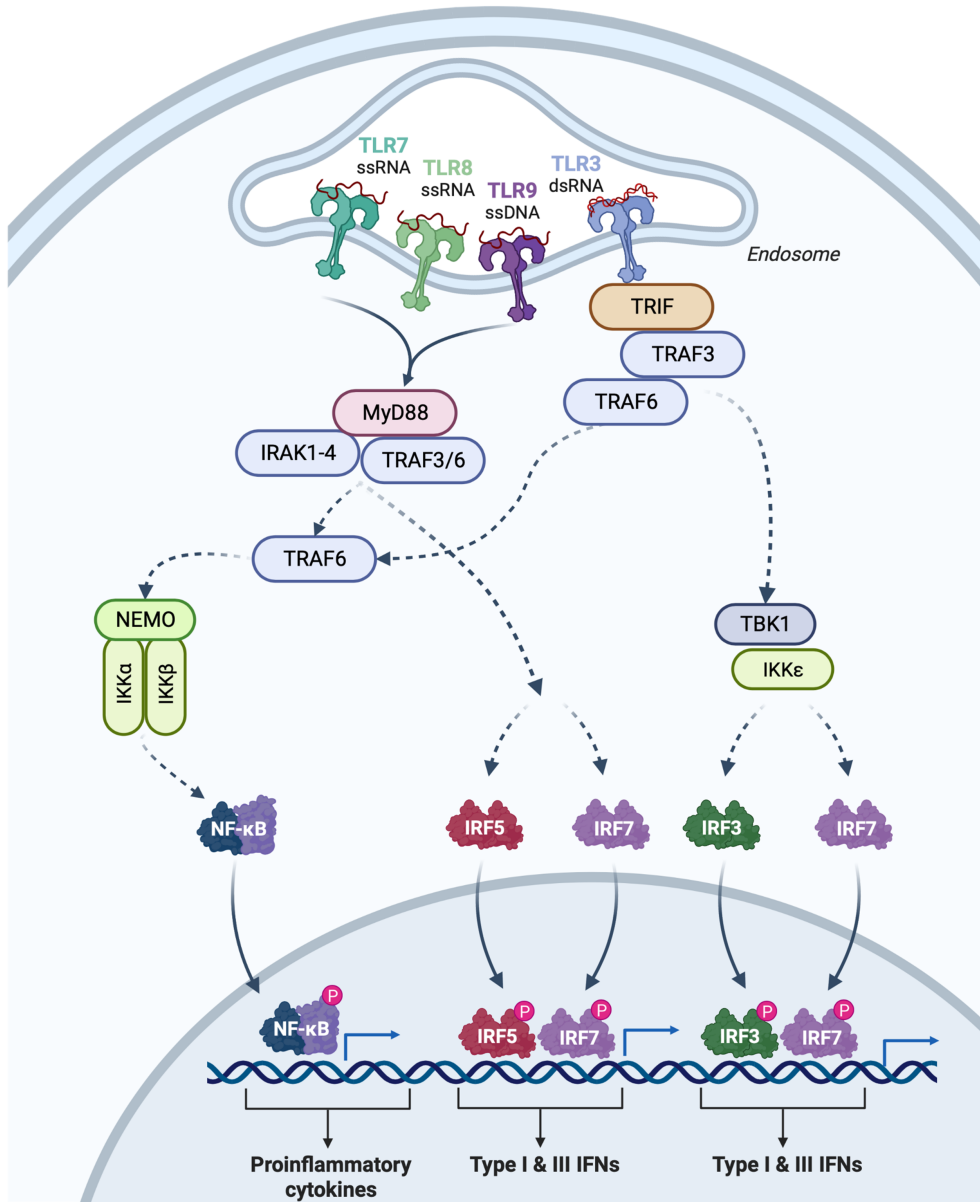 TLR7
ssRNA
TLR8
ssRNA
TLR9
ssDNA
TLR3
dsRNA
Endosome
TRIF
TRAF3
TRAF6
MyD88
IRAK1-4
TRAF3/6
TRAF6
NEMO
IKKα
IKKβ
TBK1
IKKε
NF-κB
IRF5
IRF7
IRF3
IRF7
P
NF-κB
P
IRF5
P
IRF7
P
IRF3
P
IRF7
Proinflammatory
cytokines
Type I & III IFNs
Type I & III IFNs